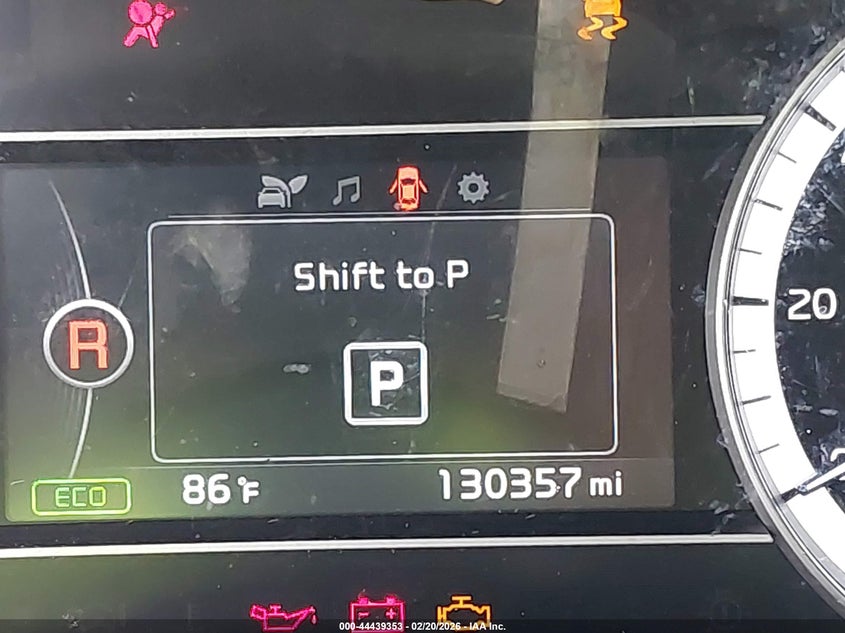 Shift to P
R
P
20
ECO 86°F 130357 mi
000-44439353 - 02/20/2026 - IAA Inc.